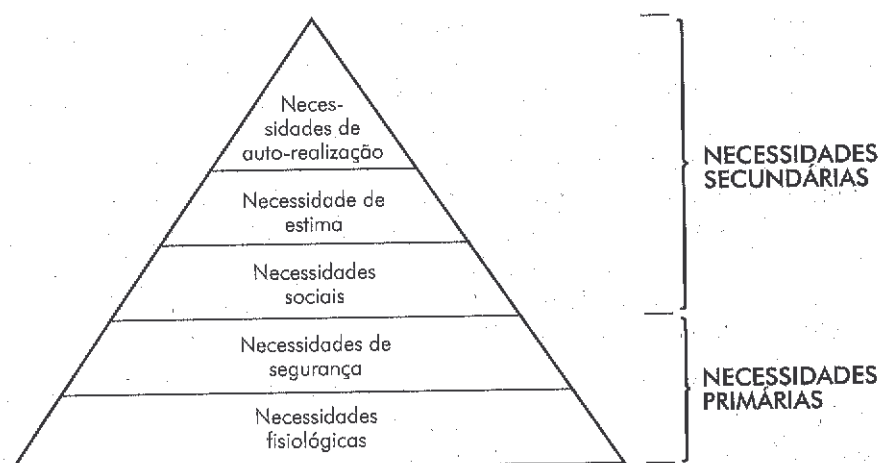 Neces-
sidades de
auto-realização
NECESSIDADES
SECUNDÁRIAS
Necessidade de
estima
Necessidades
sociais
Necessidades de
segurança
NECESSIDADES
PRIMÁRIAS
Necessidades
fisiológicas